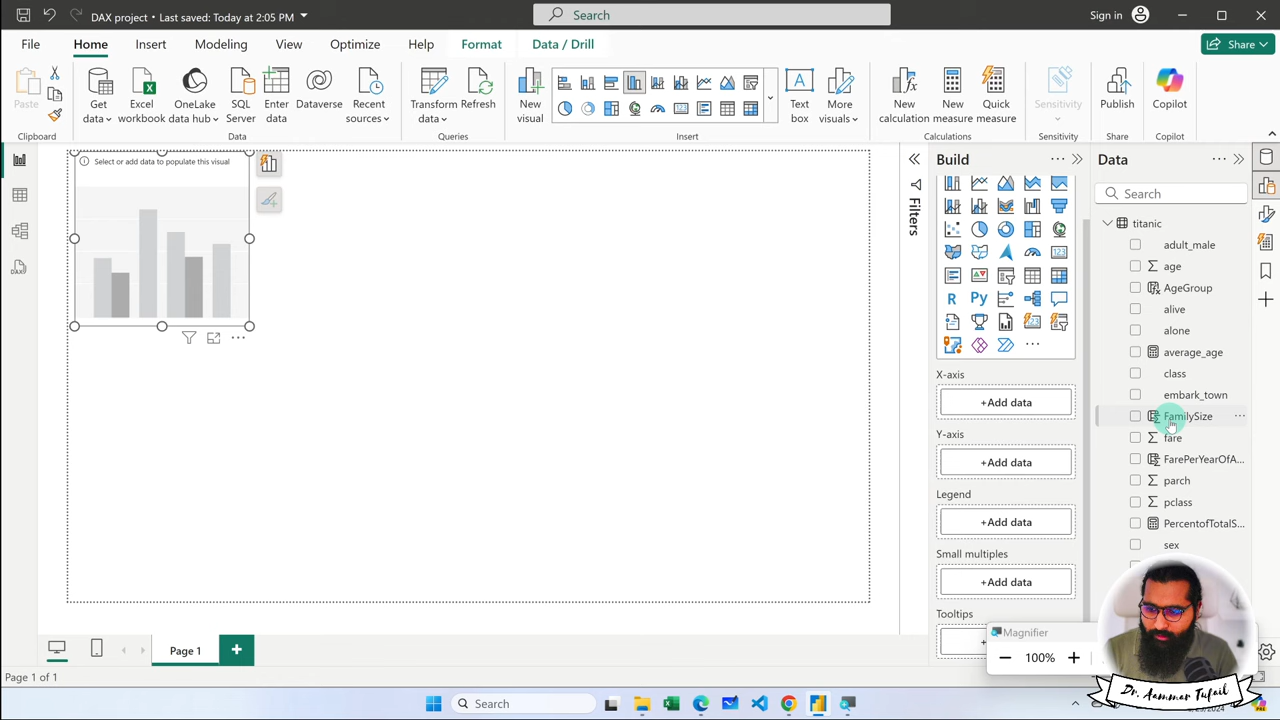 DAX project • Last saved: Today at 2:05 PM
Search
Sign in
File
Home
Insert
Modeling
View
Optimize
Help
Format
Data / Drill
Share
Paste
Get data
Excel workbook
OneLake data hub
SQL Server
Enter data
Dataverse
Recent sources
Transform data
Refresh
New visual
Text box
More visuals
New calculation
New measure
Quick measure
Sensitivity
Publish
Copilot
Clipboard
Data
Queries
Insert
Calculations
Sensitivity
Share
Copilot
Select or add data to populate this visual
Filters
Build
R
Py
X-axis
+Add data
Y-axis
+Add data
Legend
+Add data
Small multiples
+Add data
Tooltips
Data
Search
titanic
adult_male
age
AgeGroup
alive
alone
average_age
class
embark_town
FamilySize
fare
FarePerYearOfA...
parch
pclass
PercentofTotalS...
sex
Magnifier
100%
Dr. Aammar Tufail
Page 1
Page 1 of 1
Search